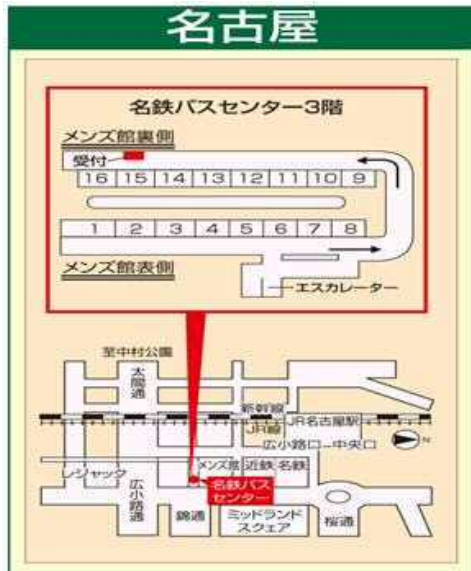 名古屋
名鉄バスセンター3階
メンズ館裏側
受付
16 15 14 13 12 11 10 9
1 2 3 4 5 6 7 8
メンズ館表側
エスカレーター
至中村公園
太閤通
新幹線
JR名古屋駅
JR線
広小路口 中央口
N
レジャック
広小路通
メンズ館 近鉄 名鉄
名鉄バス
センター
錦通
ミッドランド
スクェア
桜通